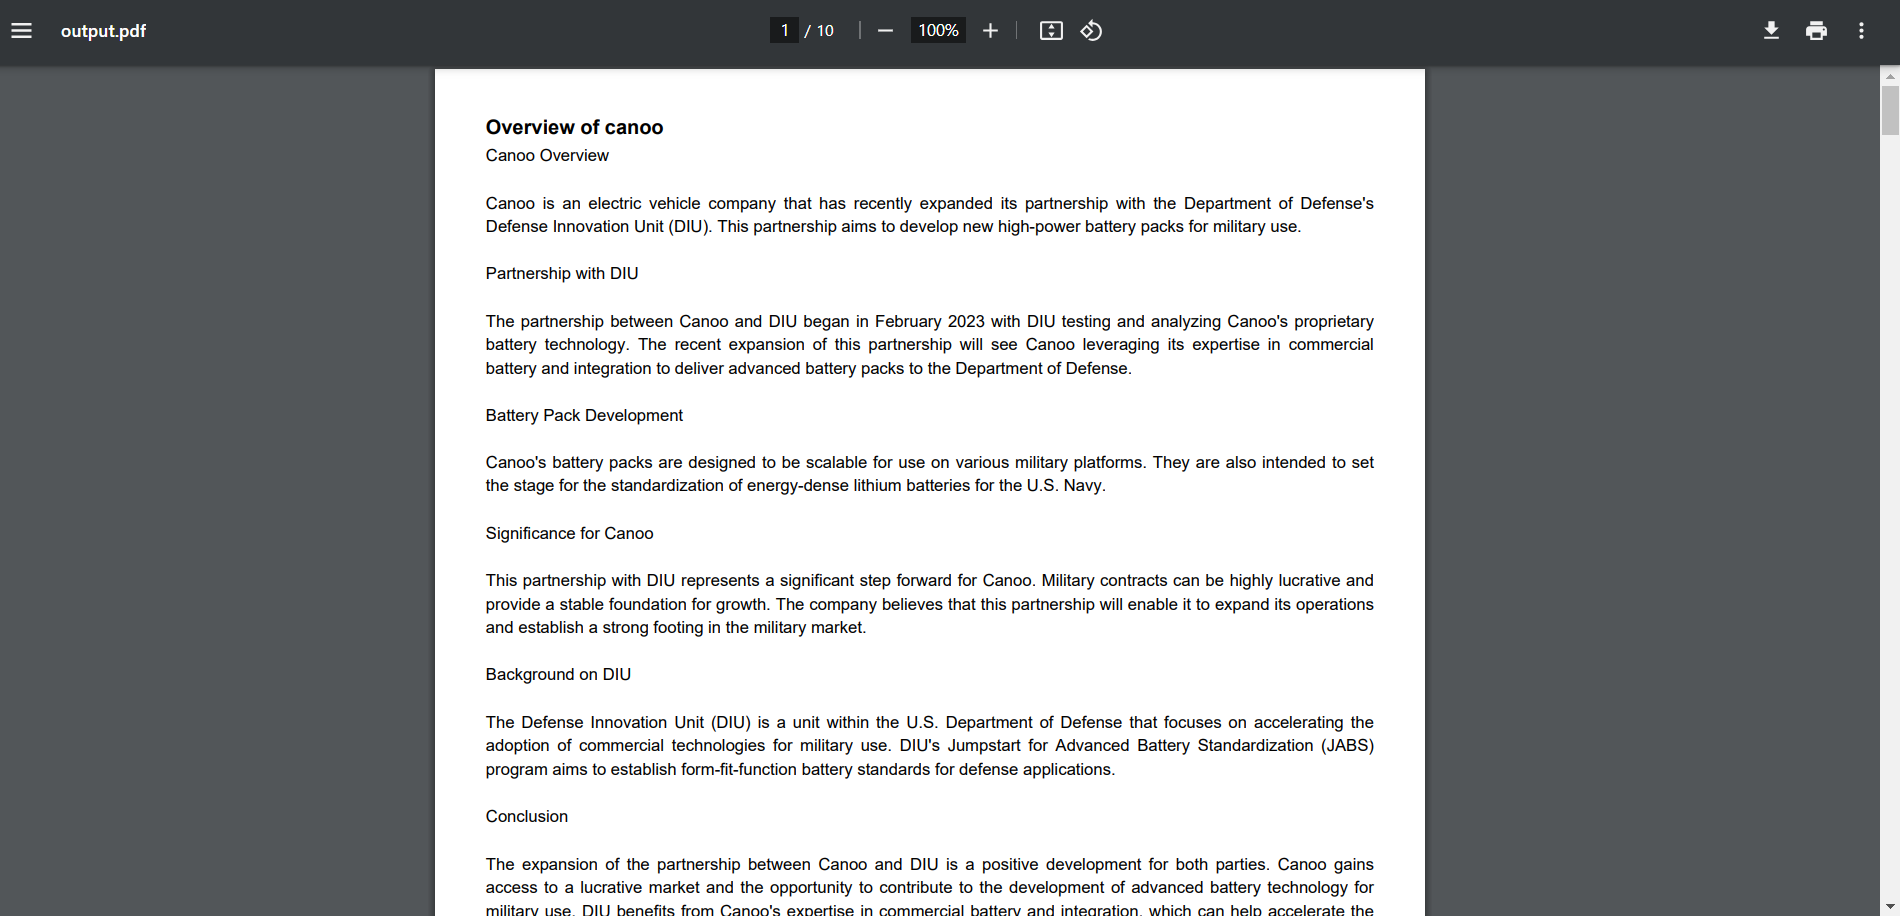 output.pdf
1 / 10
100%
Overview of canoo
Canoo Overview
Canoo is an electric vehicle company that has recently expanded its partnership with the Department of Defense's
Defense Innovation Unit (DIU). This partnership aims to develop new high-power battery packs for military use.
Partnership with DIU
The partnership between Canoo and DIU began in February 2023 with DIU testing and analyzing Canoo's proprietary
battery technology. The recent expansion of this partnership will see Canoo leveraging its expertise in commercial
battery and integration to deliver advanced battery packs to the Department of Defense.
Battery Pack Development
Canoo's battery packs are designed to be scalable for use on various military platforms. They are also intended to set
the stage for the standardization of energy-dense lithium batteries for the U.S. Navy.
Significance for Canoo
This partnership with DIU represents a significant step forward for Canoo. Military contracts can be highly lucrative and
provide a stable foundation for growth. The company believes that this partnership will enable it to expand its operations
and establish a strong footing in the military market.
Background on DIU
The Defense Innovation Unit (DIU) is a unit within the U.S. Department of Defense that focuses on accelerating the
adoption of commercial technologies for military use. DIU's Jumpstart for Advanced Battery Standardization (JABS)
program aims to establish form-fit-function battery standards for defense applications.
Conclusion
The expansion of the partnership between Canoo and DIU is a positive development for both parties. Canoo gains
access to a lucrative market and the opportunity to contribute to the development of advanced battery technology for
military use. DIU benefits from Canoo's expertise in commercial battery and integration, which can help accelerate the